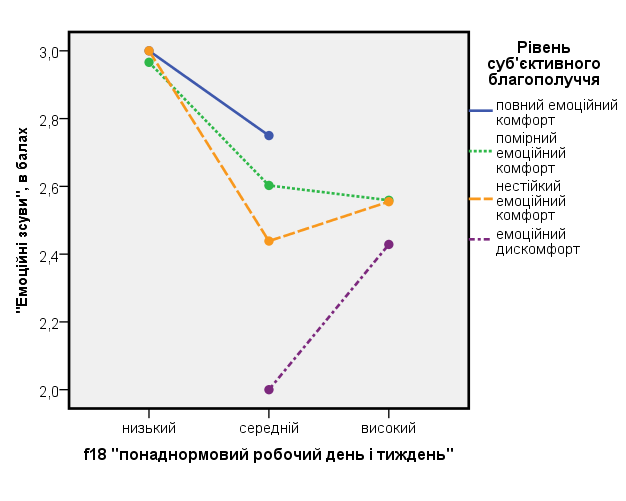 Рівень
суб'єктивного
благополуччя
повний емоційний
комфорт
помірний
емоційний
комфорт
нестійкий
емоційний
комфорт
емоційний
дискомфорт
"Емоційні зсуви", в балах
3,0
2,8
2,6
2,4
2,2
2,0
низький середній високий
f18 "понаднормовий робочий день і тиждень"